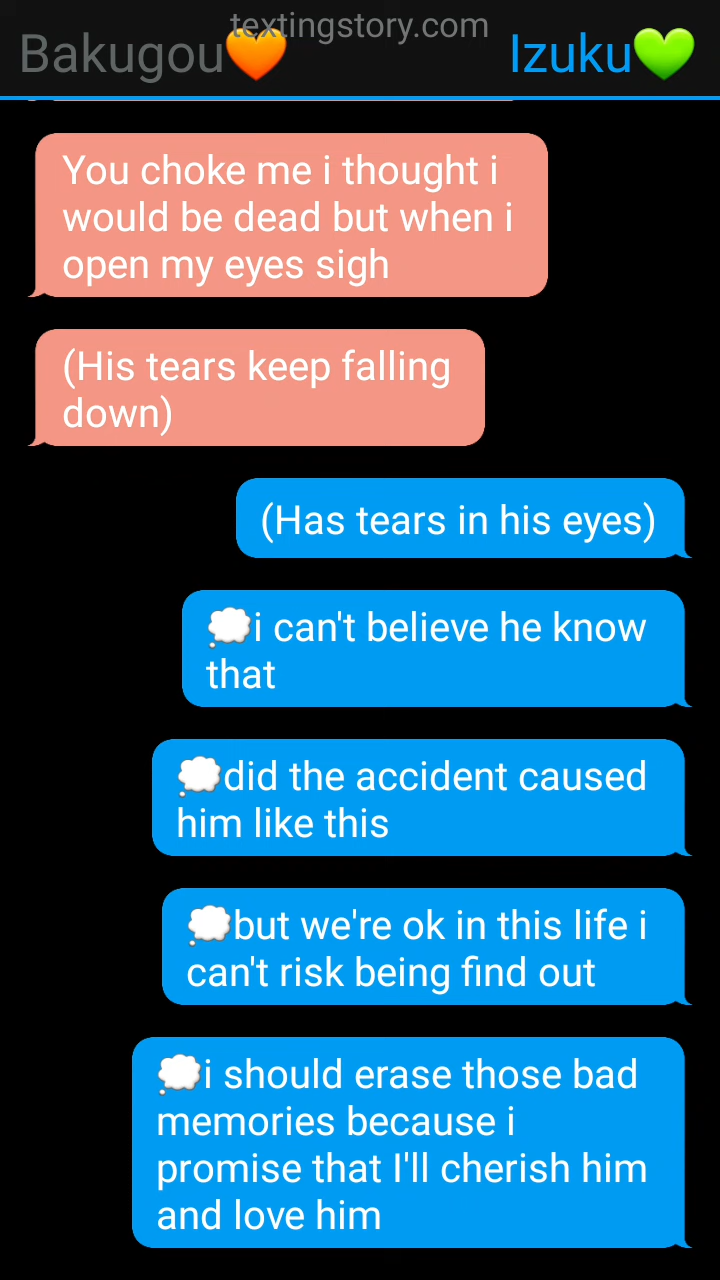 textingstory.com
Bakugou🧡 Izuku💚
You choke me i thought i
would be dead but when i
open my eyes sigh
(His tears keep falling
down)
(Has tears in his eyes)
💭i can't believe he know
that
💭did the accident caused
him like this
💭but we're ok in this life i
can't risk being find out
💭i should erase those bad
memories because i
promise that I'll cherish him
and love him